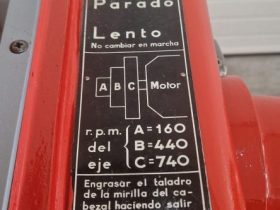 Parado
Lento
No cambiar en marcha
A B C Motor
r.p.m. A=160
del B=440
eje C=740
Engrasar el taladro
de la mirilla del ca-
bezal haciendo salir